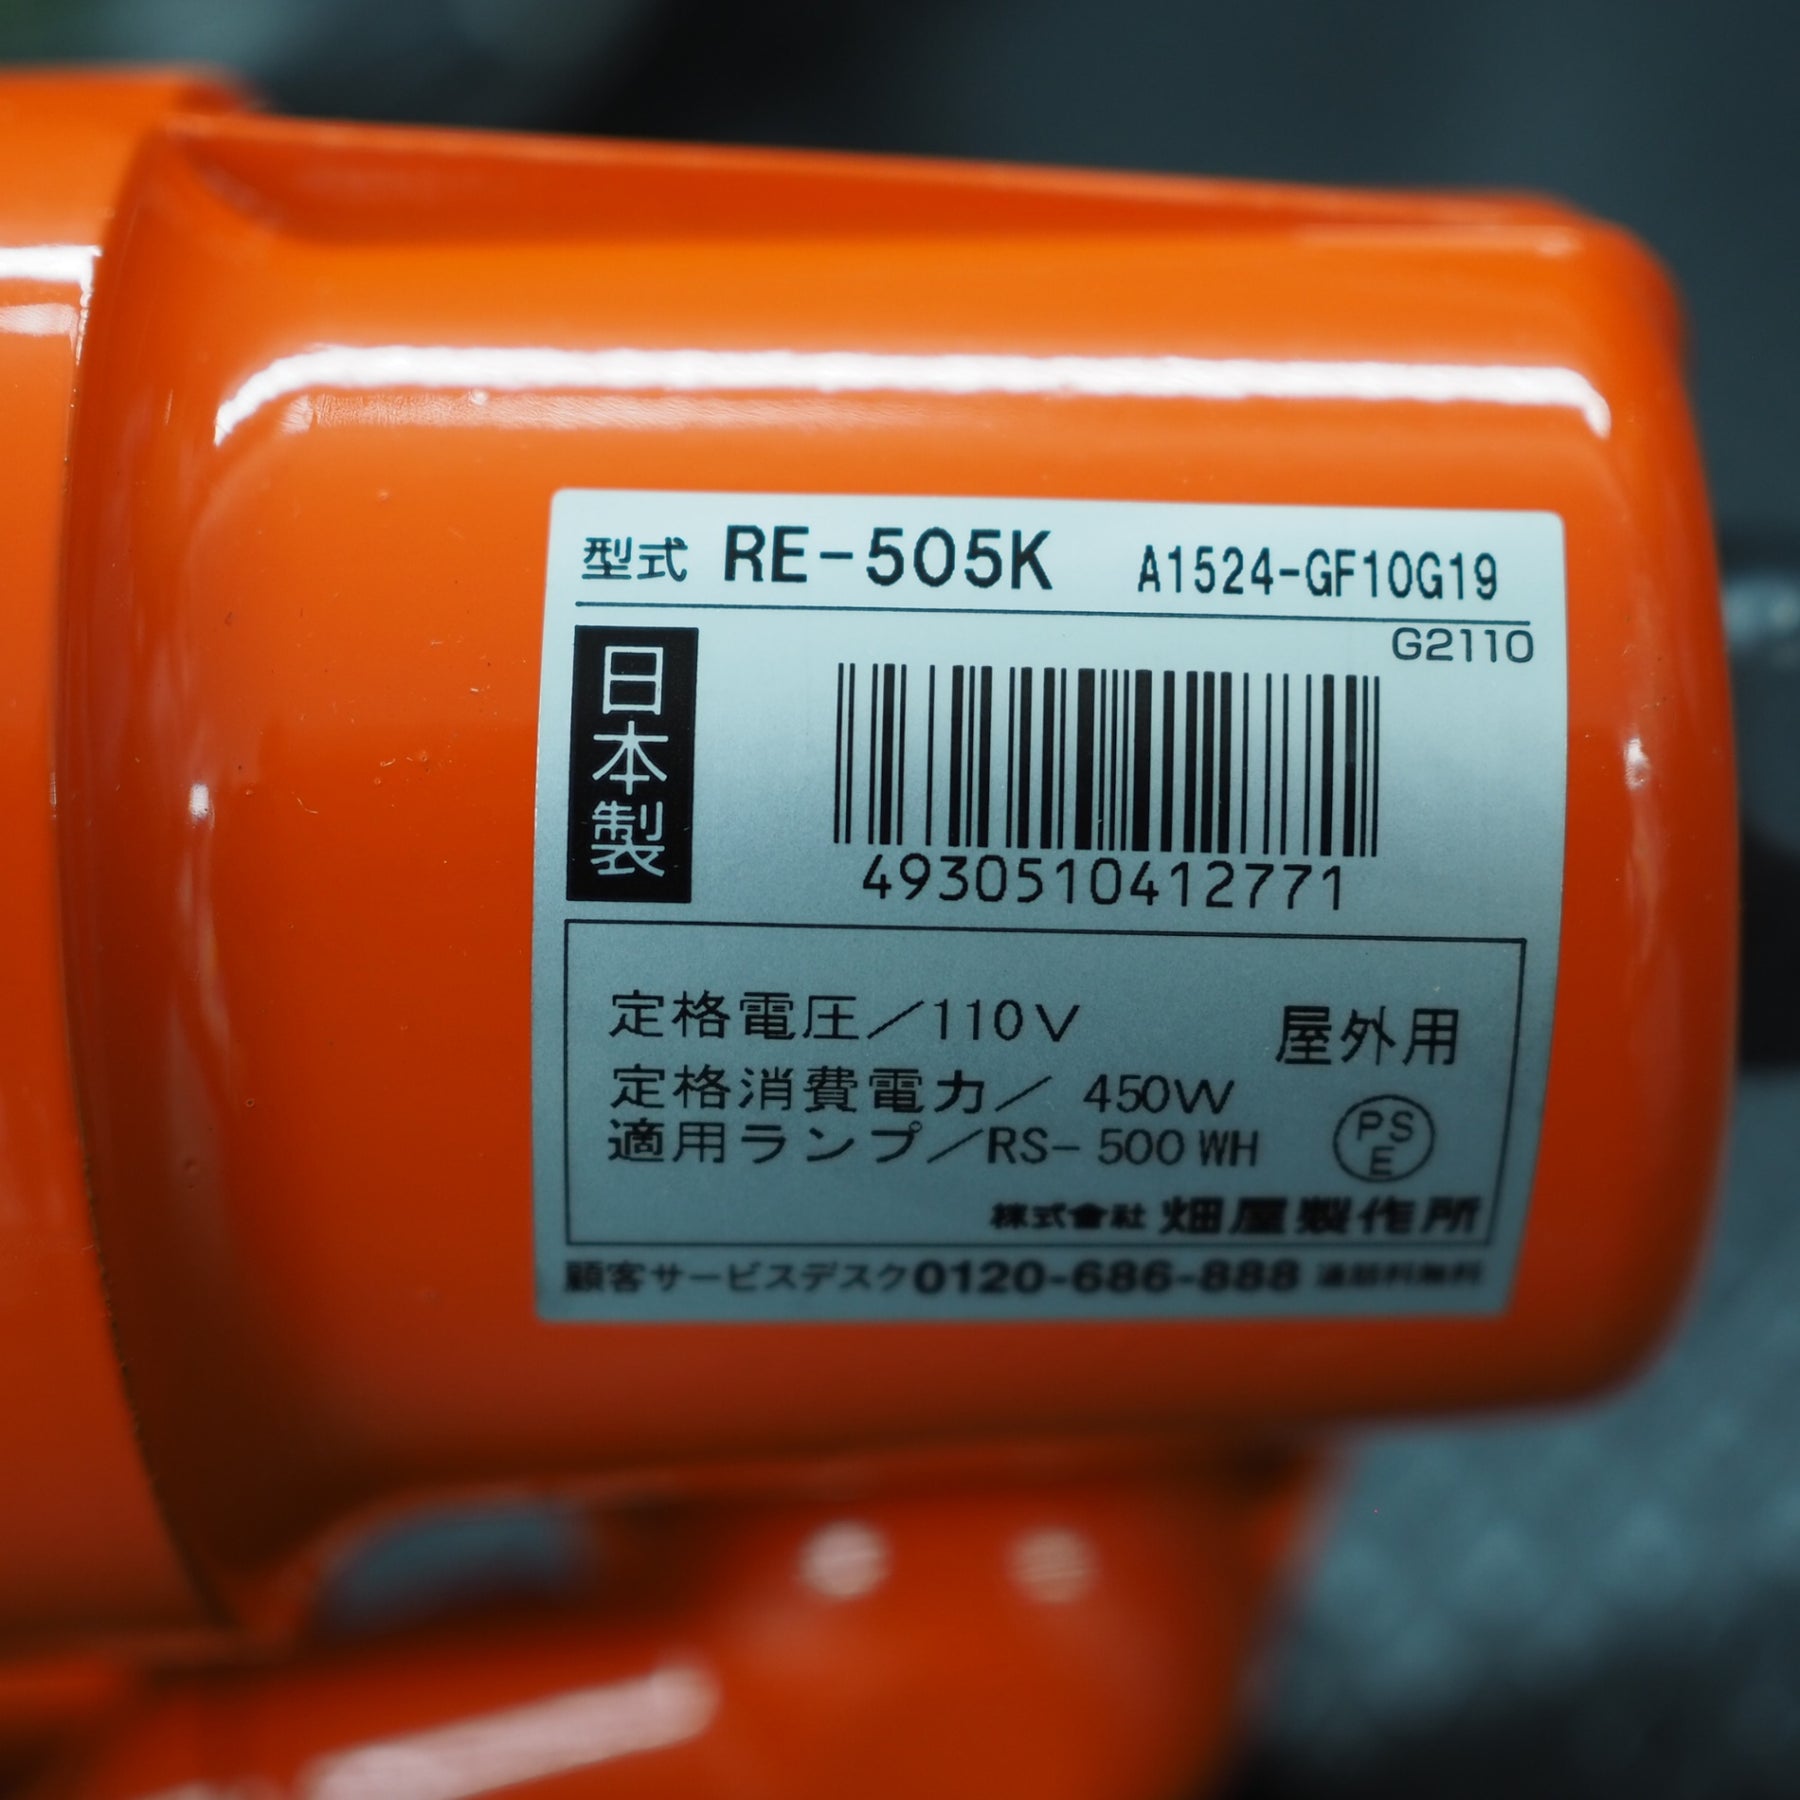 型式 RE-505K A1524-GF10G19
G2110
日本製
4930510412771
定格電圧／110V
屋外用
定格消費電力／ 450W
適用ランプ／RS-500WH
PSE
株式會社 畑屋製作所
顧客サービスデスク0120-686-888 通話料無料